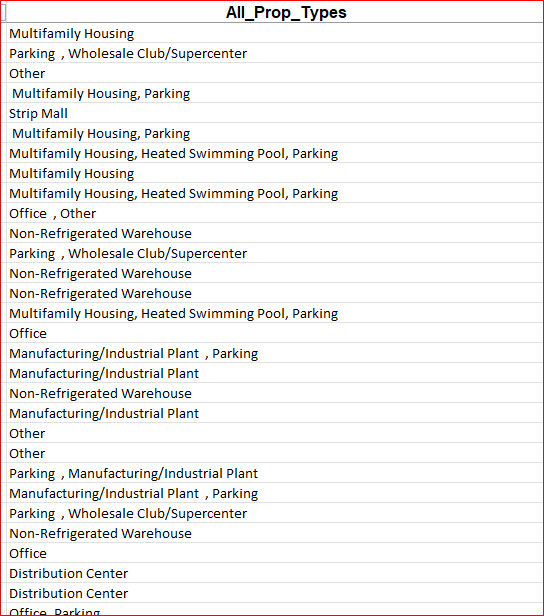 All_Prop_Types
Multifamily Housing
Parking , Wholesale Club/Supercenter
Other
Multifamily Housing, Parking
Strip Mall
Multifamily Housing, Parking
Multifamily Housing, Heated Swimming Pool, Parking
Multifamily Housing
Multifamily Housing, Heated Swimming Pool, Parking
Office , Other
Non-Refrigerated Warehouse
Parking , Wholesale Club/Supercenter
Non-Refrigerated Warehouse
Non-Refrigerated Warehouse
Multifamily Housing, Heated Swimming Pool, Parking
Office
Manufacturing/Industrial Plant , Parking
Manufacturing/Industrial Plant
Non-Refrigerated Warehouse
Manufacturing/Industrial Plant
Other
Other
Parking , Manufacturing/Industrial Plant
Manufacturing/Industrial Plant , Parking
Parking , Wholesale Club/Supercenter
Non-Refrigerated Warehouse
Office
Distribution Center
Distribution Center
Office, Parking